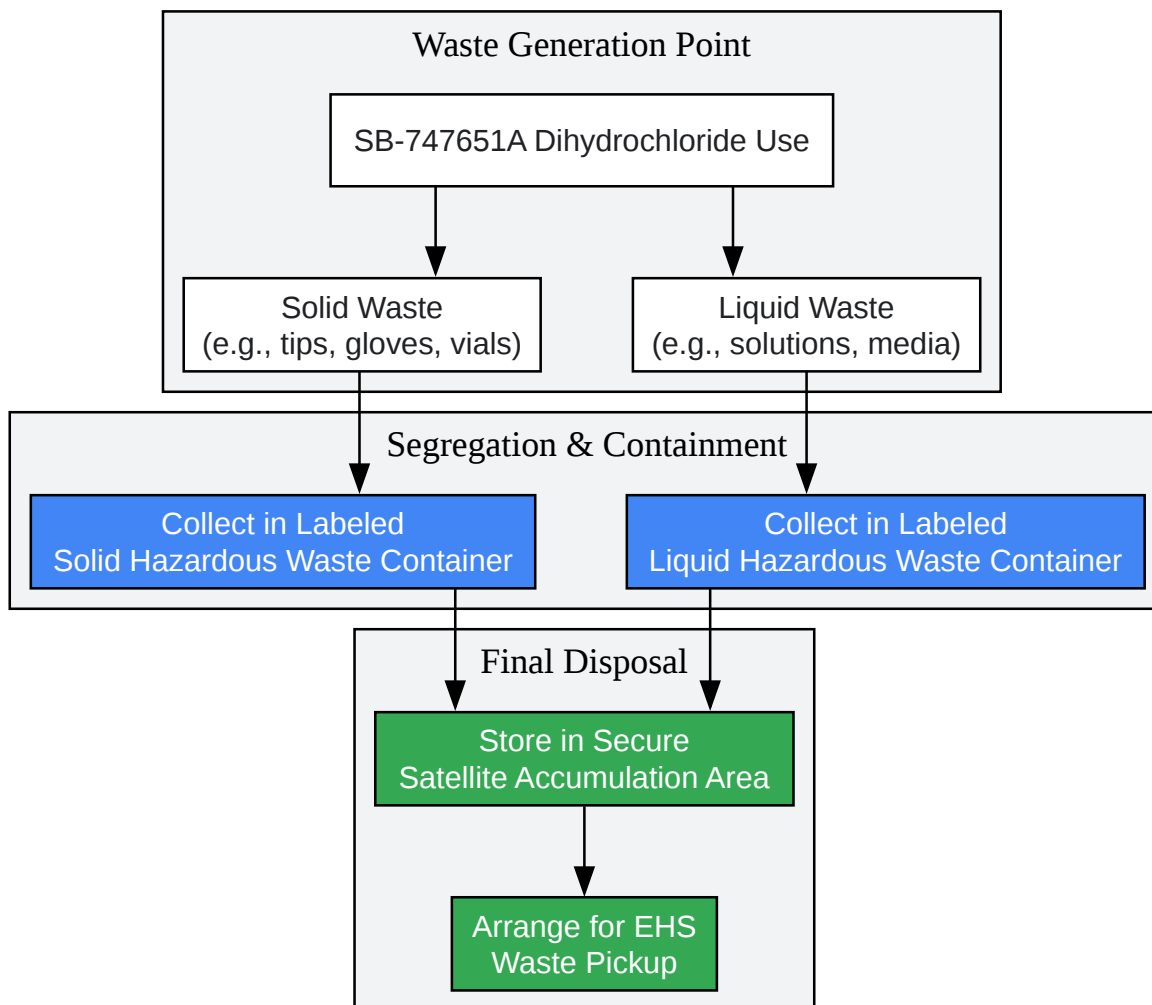 Waste Generation Point
SB-747651A Dihydrochloride Use
Solid Waste
(e.g., tips, gloves, vials)
Liquid Waste
(e.g., solutions, media)
Segregation & Containment
Collect in Labeled
Solid Hazardous Waste Container
Collect in Labeled
Liquid Hazardous Waste Container
Final Disposal
Store in Secure
Satellite Accumulation Area
Arrange for EHS
Waste Pickup